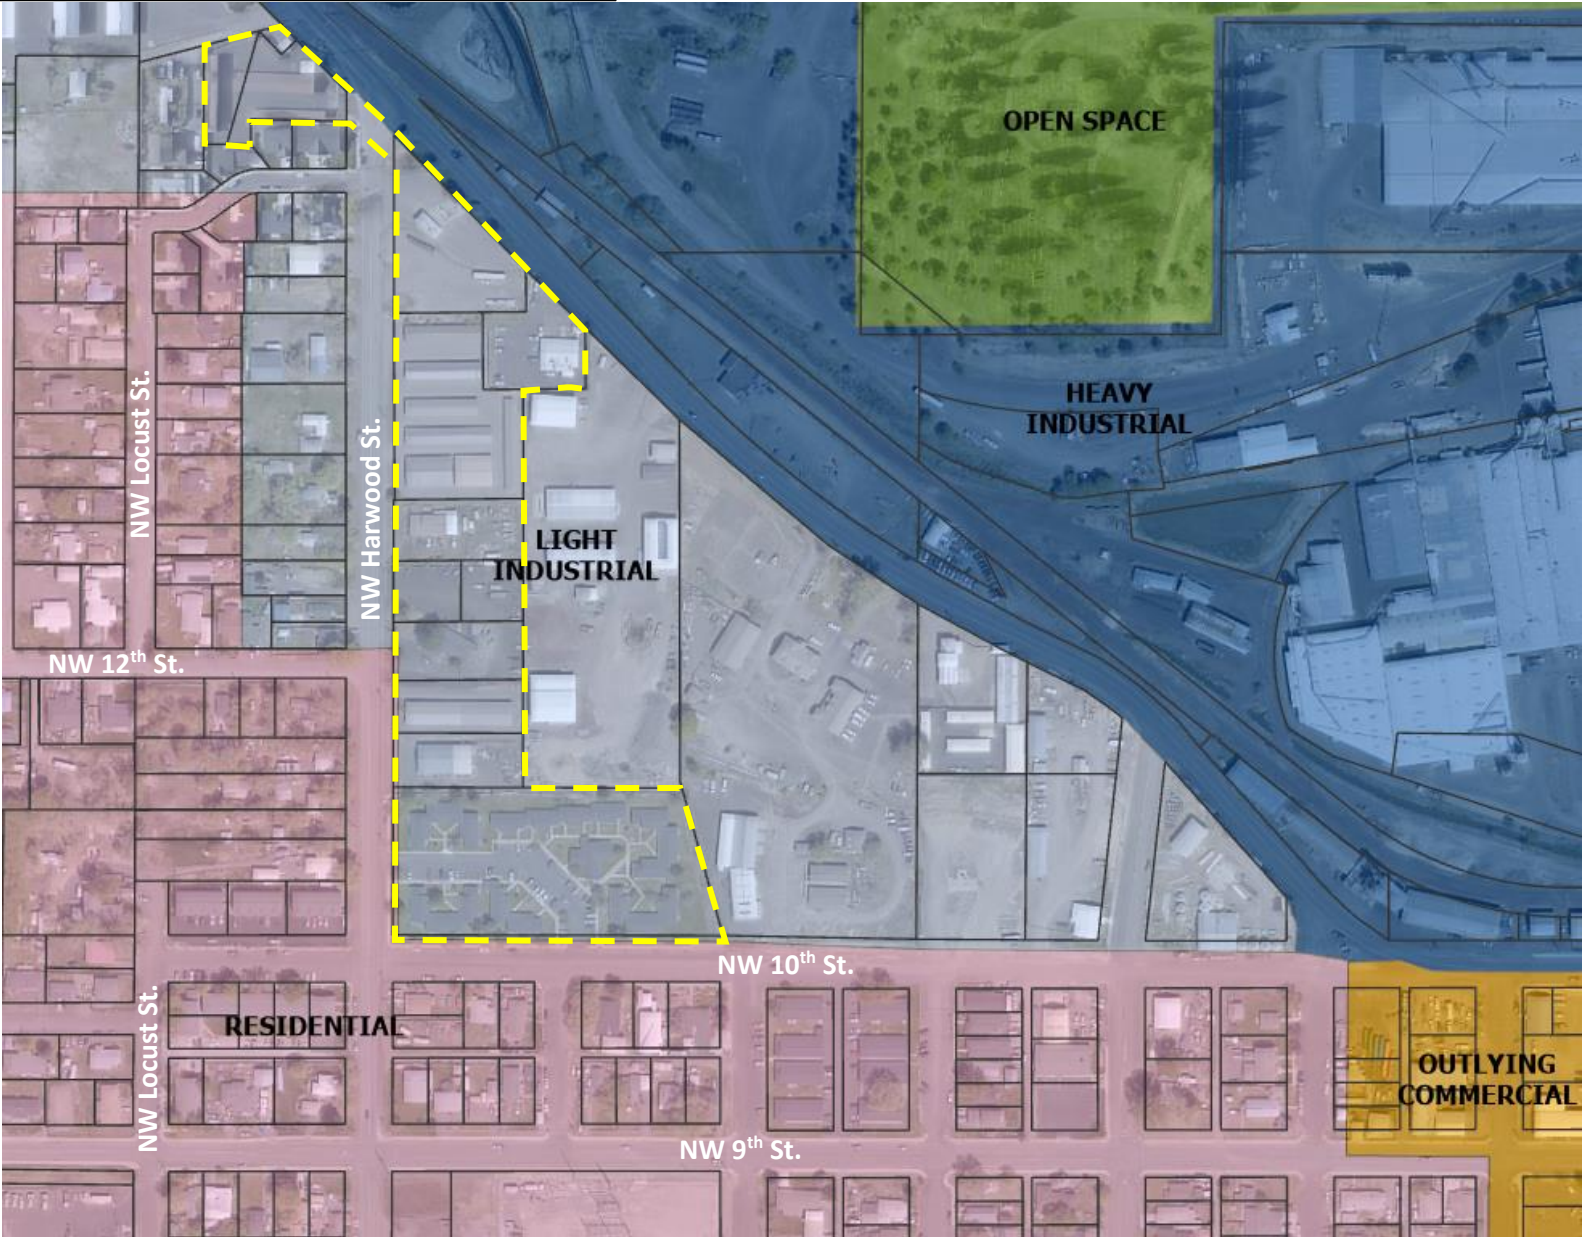 OPEN SPACE
HEAVY
INDUSTRIAL
NW Locust St.
NW Harwood St.
LIGHT
INDUSTRIAL
NW 12th St.
NW 10th St.
NW Locust St.
RESIDENTIAL
OUTLYING
COMMERCIAL
NW 9th St.